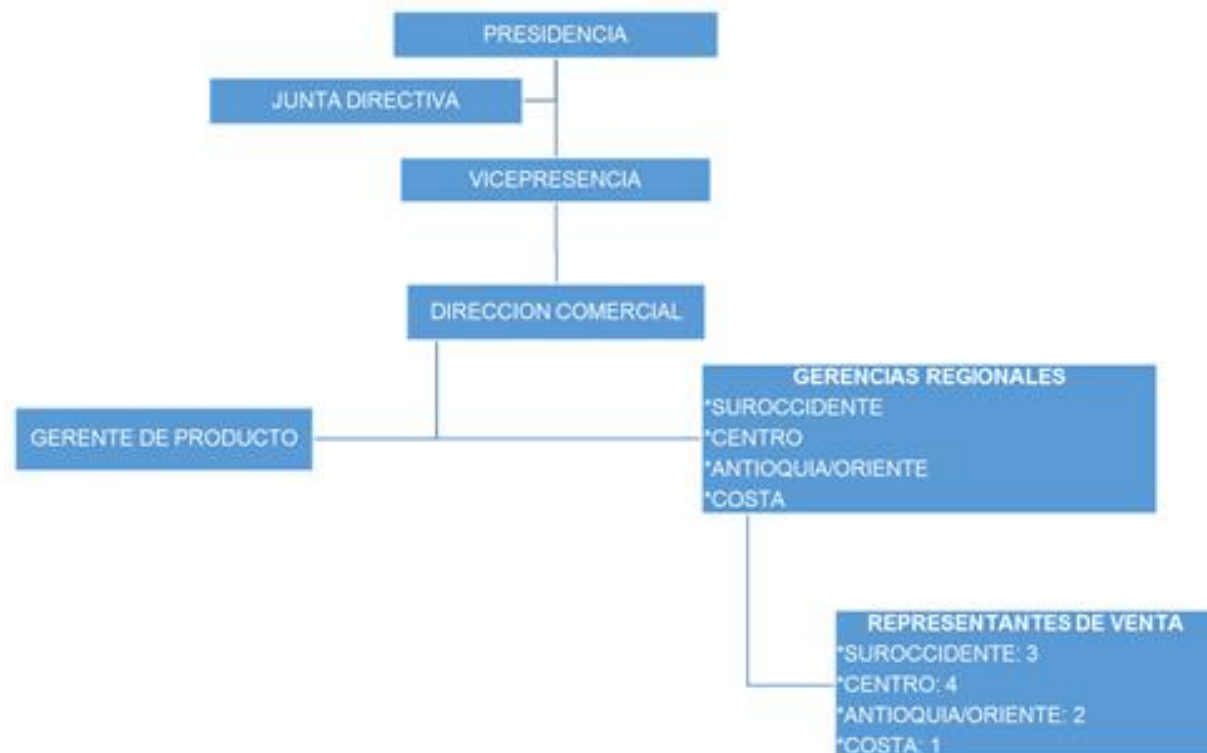 PRESIDENCIA
JUNTA DIRECTIVA
VICEPRESENCIA
DIRECCION COMERCIAL
GERENTE DE PRODUCTO
GERENCIAS REGIONALES
*SUROCCIDENTE
*CENTRO
*ANTIOQUIA/ORIENTE
*COSTA
REPRESENTANTES DE VENTA
*SUROCCIDENTE: 3
*CENTRO: 4
*ANTIOQUIA/ORIENTE: 2
*COSTA: 1